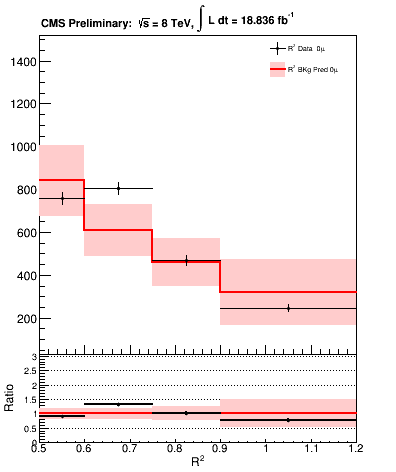 CMS Preliminary: √s = 8 TeV, ∫ L dt = 18.836 fb⁻¹
R² Data 0μ
R² BKg Pred 0μ
1400
1200
1000
800
600
400
200
3
2.5
2
1.5
1
0.5
0
Ratio
0.5 0.6 0.7 0.8 0.9 1 1.1 1.2
R²